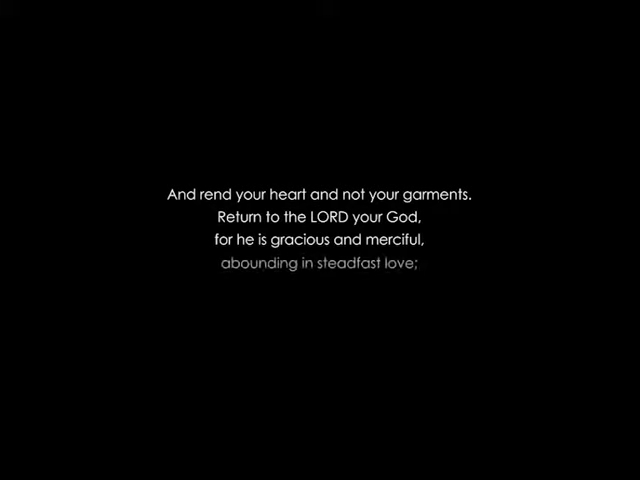 And rend your heart and not your garments.
Return to the LORD your God,
for he is gracious and merciful,
abounding in steadfast love;